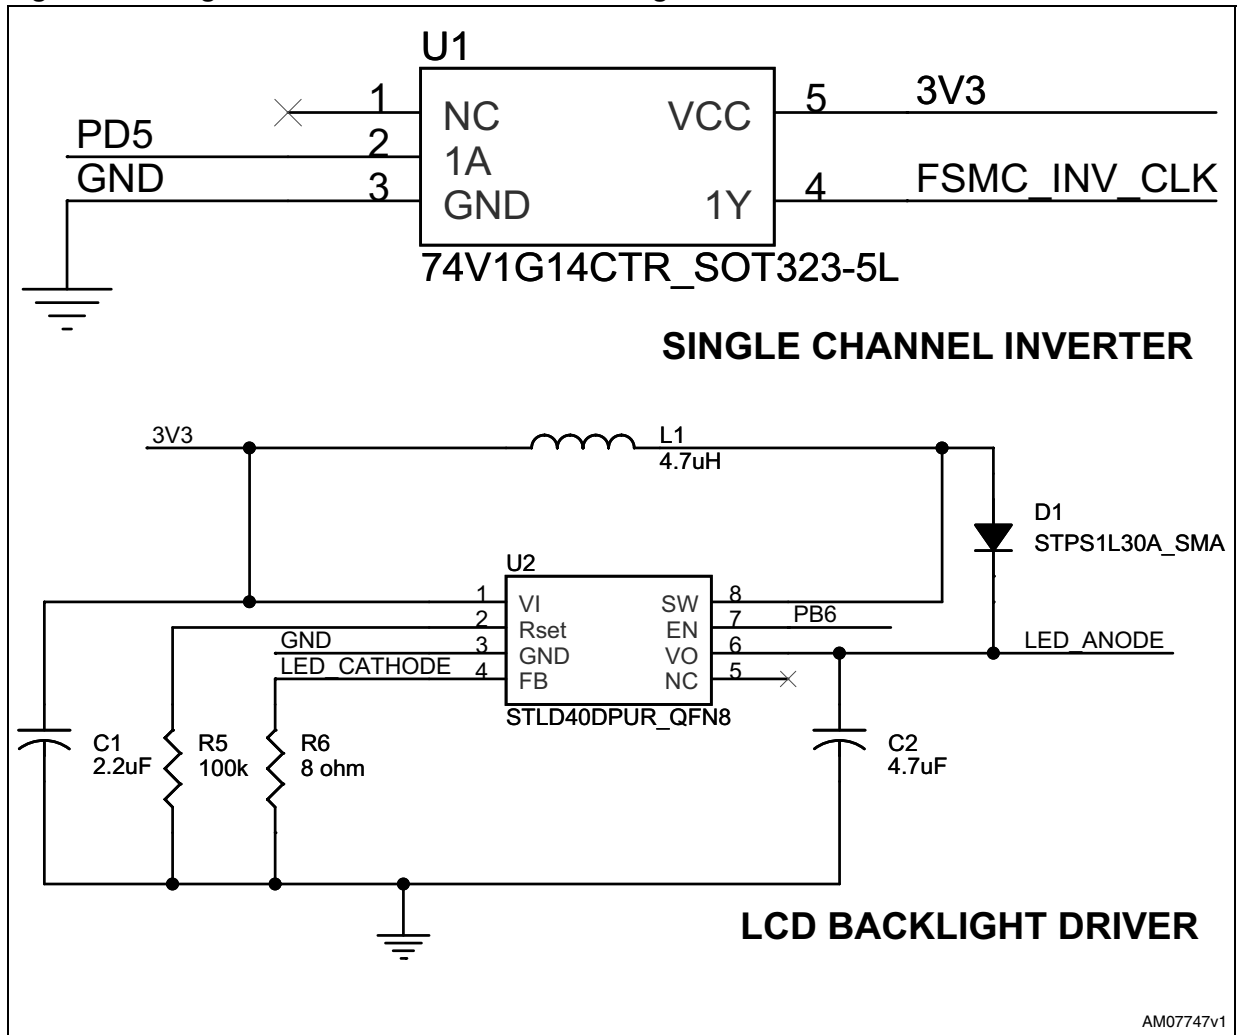 U1
1 NC VCC 5 3V3
PD5 2 1A
GND 3 GND 1Y 4 FSMC_INV_CLK
74V1G14CTR_SOT323-5L
SINGLE CHANNEL INVERTER
3V3
L1
4.7uH
D1
STPS1L30A_SMA
U2
1 VI SW 8
2 Rset EN 7 PB6
GND 3 GND VO 6 LED_ANODE
LED_CATHODE 4 FB NC 5
STLD40DPUR_QFN8
C1
2.2uF
R5
100k
R6
8 ohm
C2
4.7uF
LCD BACKLIGHT DRIVER
AM07747v1